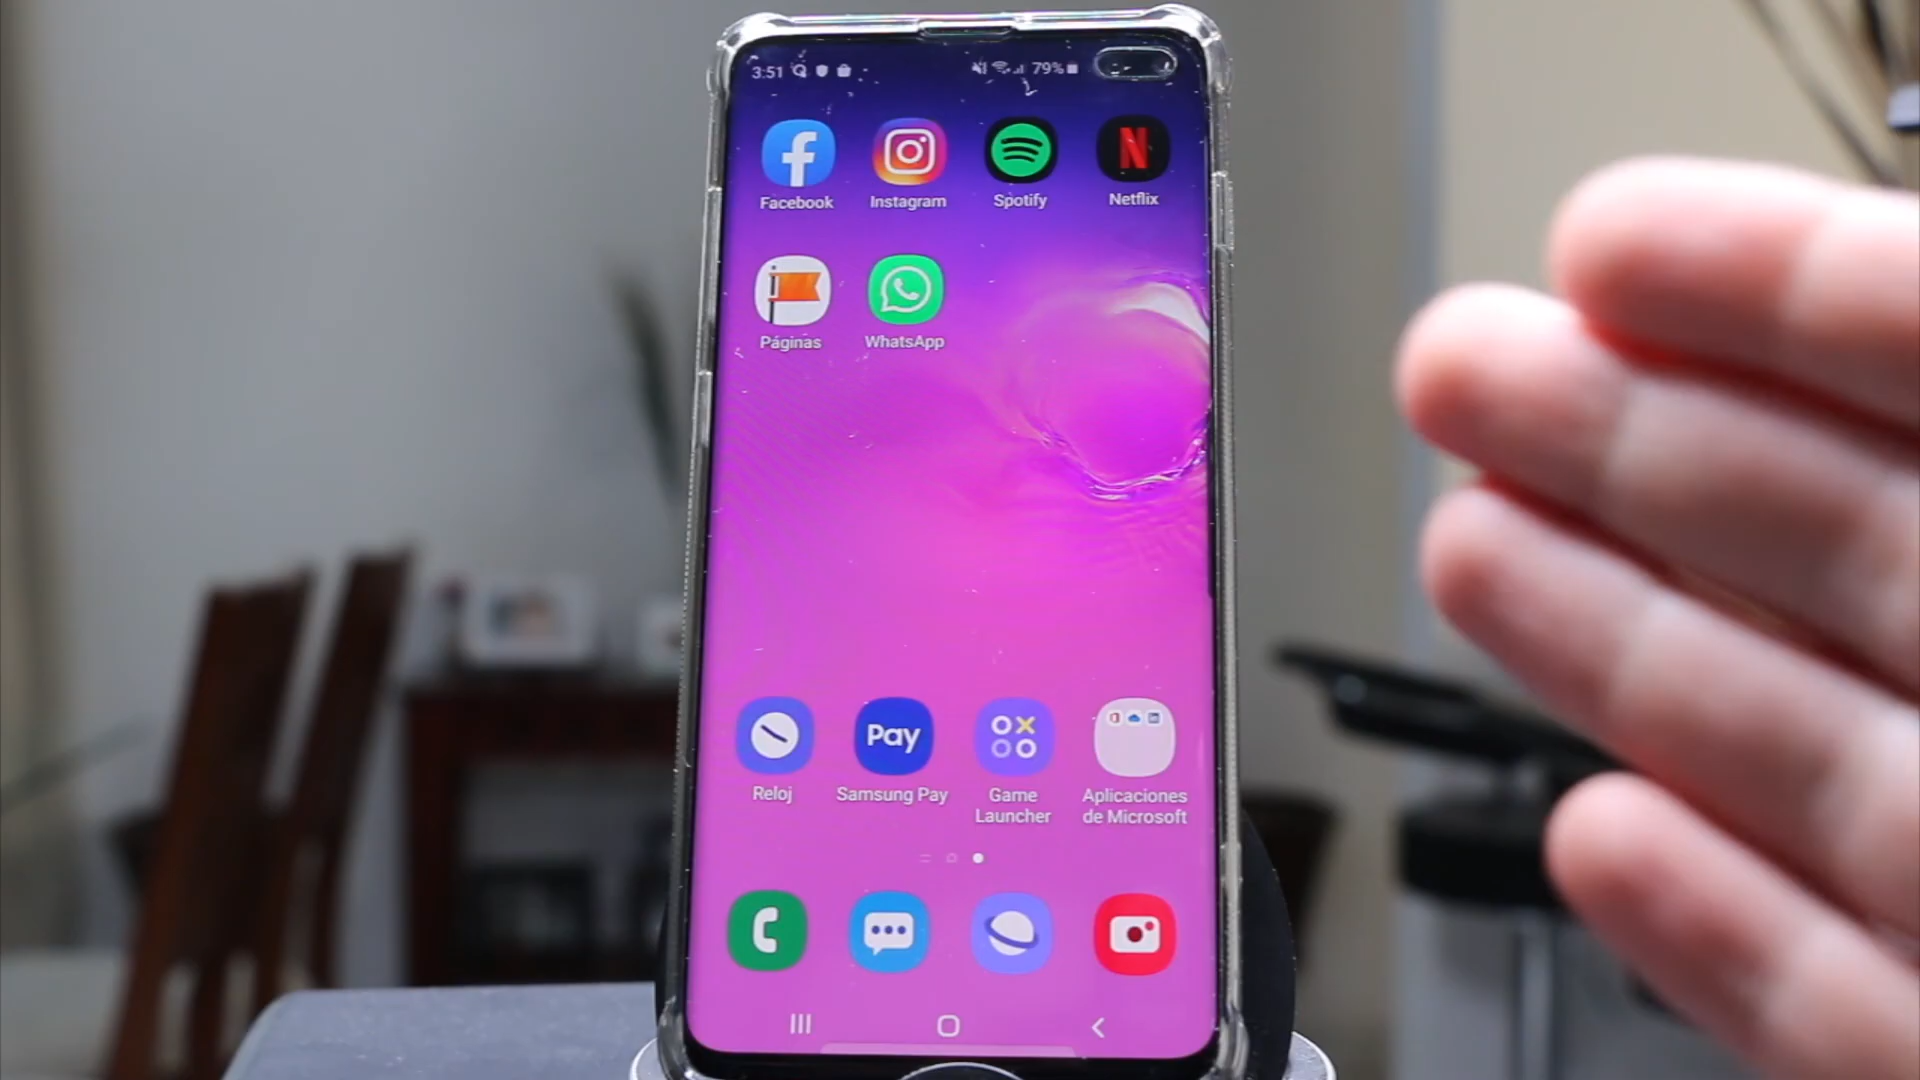 3:51
79%
Facebook
Instagram
Spotify
Netflix
Páginas
WhatsApp
Pay
Reloj
Samsung Pay
Game
Launcher
Aplicaciones
de Microsoft